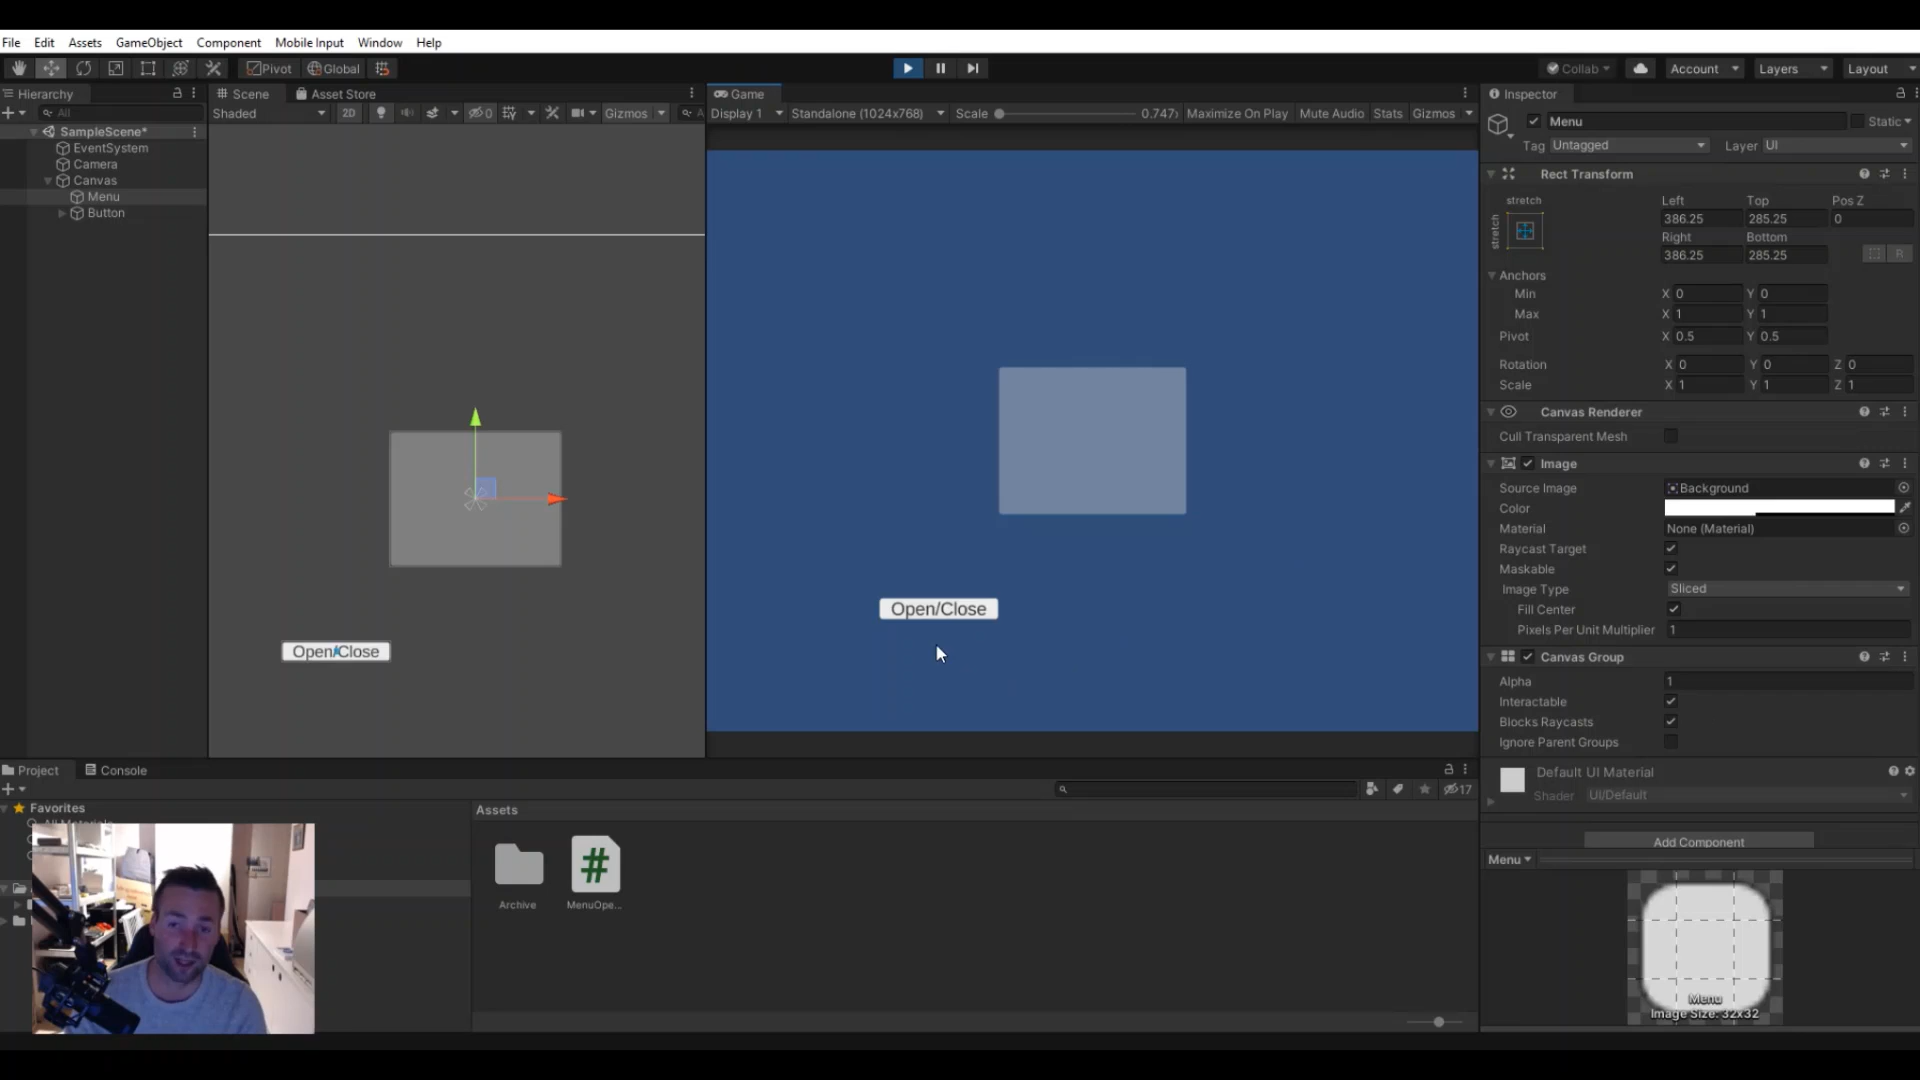 File Edit Assets GameObject Component Mobile Input Window Help
Pivot Global Collab Account Layers Layout
Hierarchy
All
SampleScene*
EventSystem
Camera
Canvas
Menu
Button
Scene Asset Store
Shaded 2D 0 Gizmos A
Open/Close
Game
Display 1 Standalone (1024x768) Scale 0.747 Maximize On Play Mute Audio Stats Gizmos
Open/Close
Inspector
Menu Static
Tag Untagged Layer UI
Rect Transform
stretch
stretch
Left Top Pos Z
386.25 285.25 0
Right Bottom
386.25 285.25 R
Anchors
Min X 0 Y 0
Max X 1 Y 1
Pivot X 0.5 Y 0.5
Rotation X 0 Y 0 Z 0
Scale X 1 Y 1 Z 1
Canvas Renderer
Cull Transparent Mesh
Image
Source Image Background
Color
Material None (Material)
Raycast Target
Maskable
Image Type Sliced
Fill Center
Pixels Per Unit Multiplier 1
Canvas Group
Alpha 1
Interactable
Blocks Raycasts
Ignore Parent Groups
Default UI Material
Shader UI/Default
Add Component
Menu
Menu
Image Size: 32x32
Project Console
17
Favorites
Assets
Archive
MenuOpe...